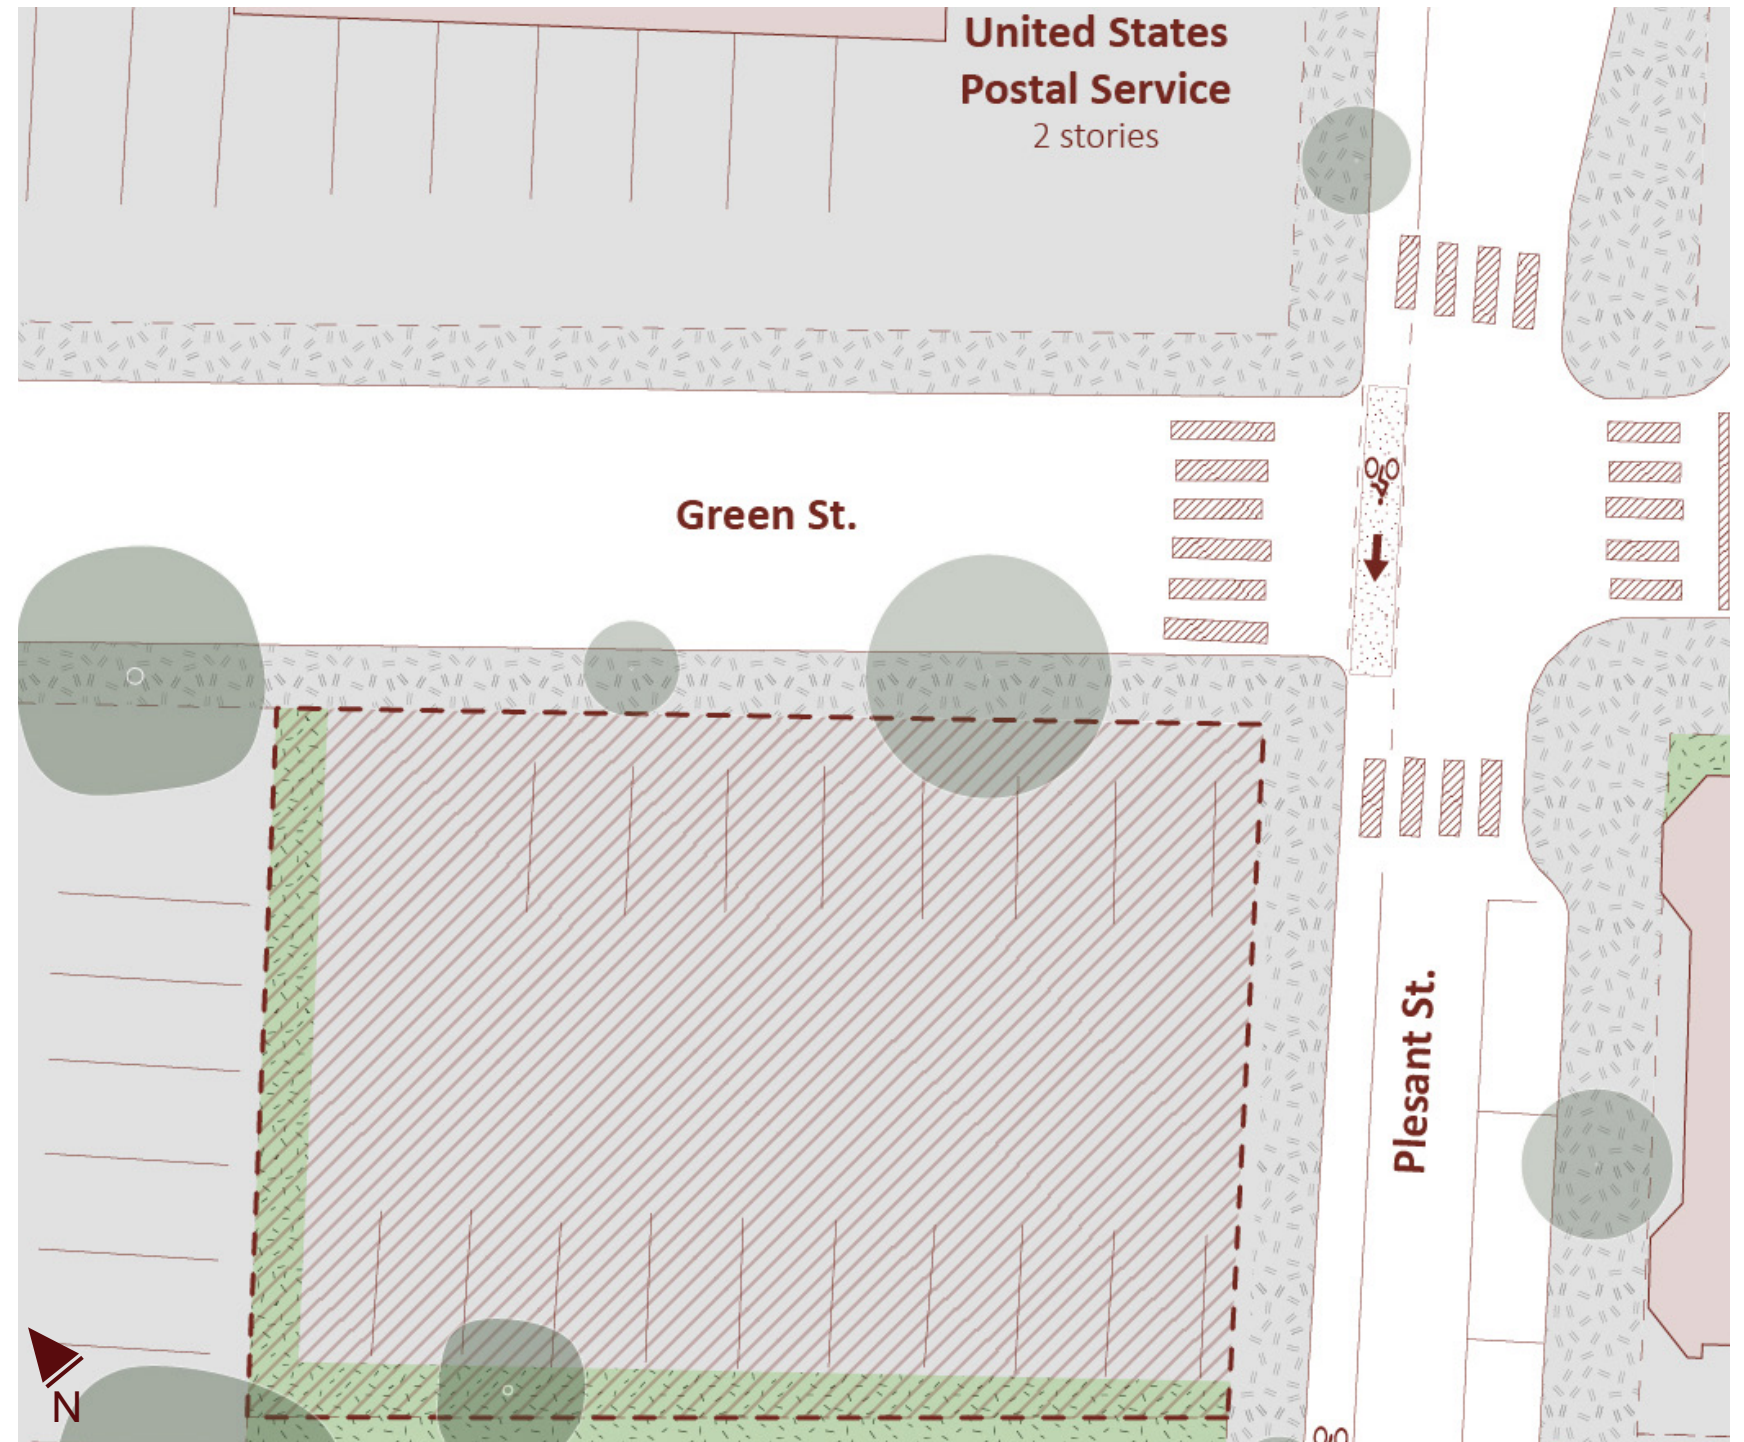 United States
Postal Service
2 stories
Green St.
Plesant St.
N